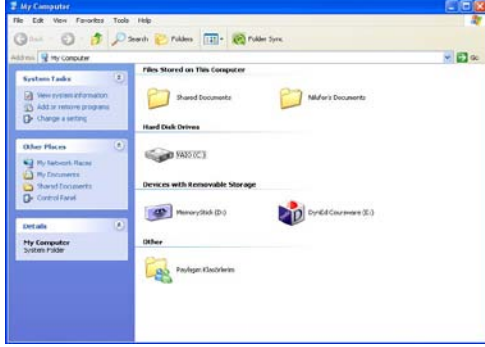 My Computer
File Edit View Favorites Tools Help
Back Search Folders Folder Sync
Address My Computer Go
System Tasks
View system information
Add or remove programs
Change a setting
Other Places
My Network Places
My Documents
Shared Documents
Control Panel
Details
My Computer
System Folder
Files Stored on This Computer
Shared Documents Nilufer's Documents
Hard Disk Drives
VAIO (C:)
Devices with Removable Storage
MemoryStick (D:) DynEd Courseware (E:)
Other
Paylaşım Klasörlerim